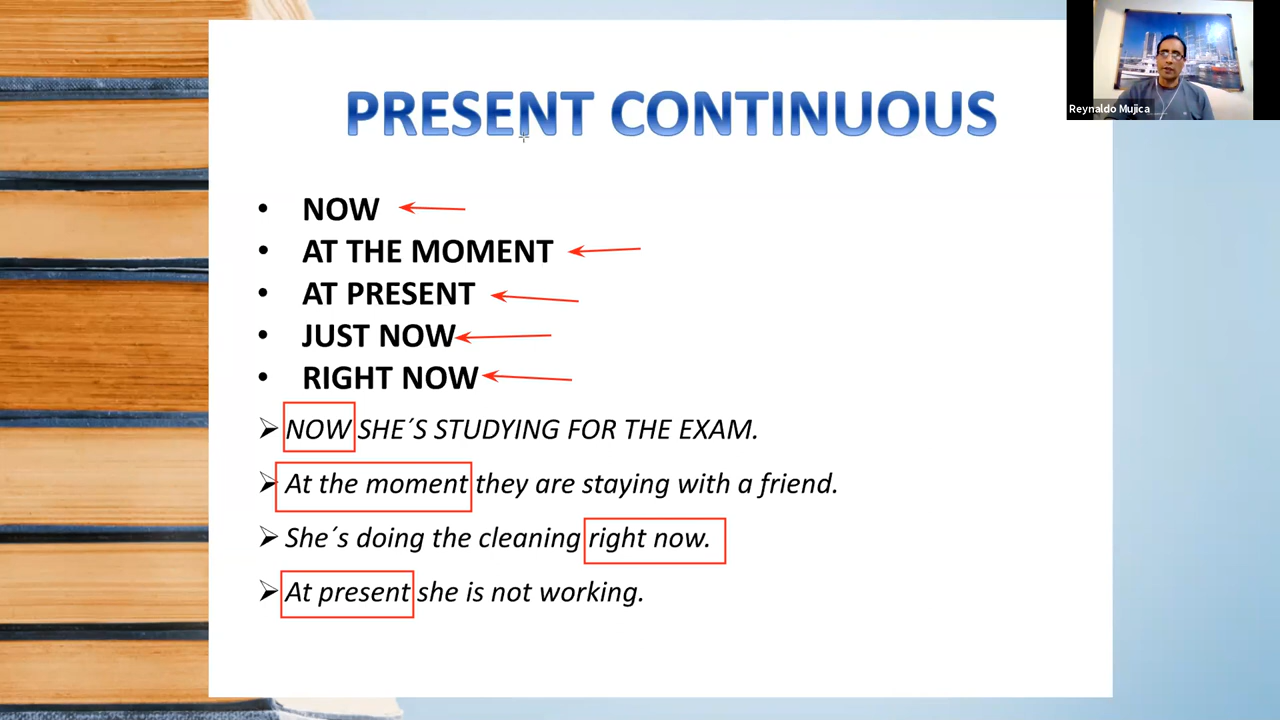 PRESENT CONTINUOUS
Reynaldo Mujica
• NOW
• AT THE MOMENT
• AT PRESENT
• JUST NOW
• RIGHT NOW
➢ NOW SHE´S STUDYING FOR THE EXAM.
➢ At the moment they are staying with a friend.
➢ She´s doing the cleaning right now.
➢ At present she is not working.